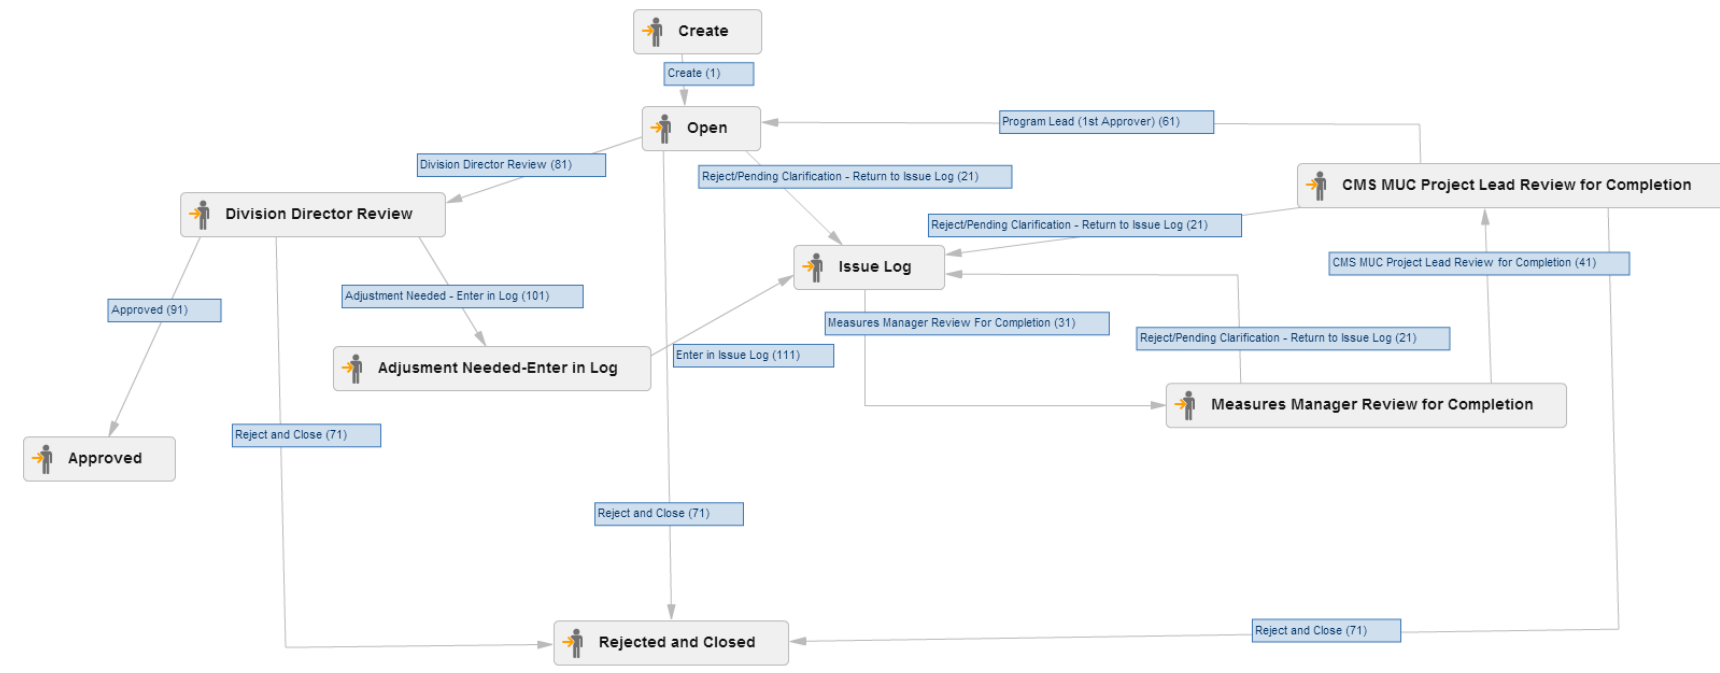 Create
Create (1)
Open
Program Lead (1st Approver) (61)
Division Director Review (81)
Reject/Pending Clarification - Return to Issue Log (21)
CMS MUC Project Lead Review for Completion
Division Director Review
Reject/Pending Clarification - Return to Issue Log (21)
Issue Log
CMS MUC Project Lead Review for Completion (41)
Adjustment Needed - Enter in Log (101)
Approved (91)
Measures Manager Review For Completion (31)
Reject/Pending Clarification - Return to Issue Log (21)
Enter in Issue Log (111)
Adjusment Needed-Enter in Log
Measures Manager Review for Completion
Reject and Close (71)
Approved
Reject and Close (71)
Reject and Close (71)
Rejected and Closed